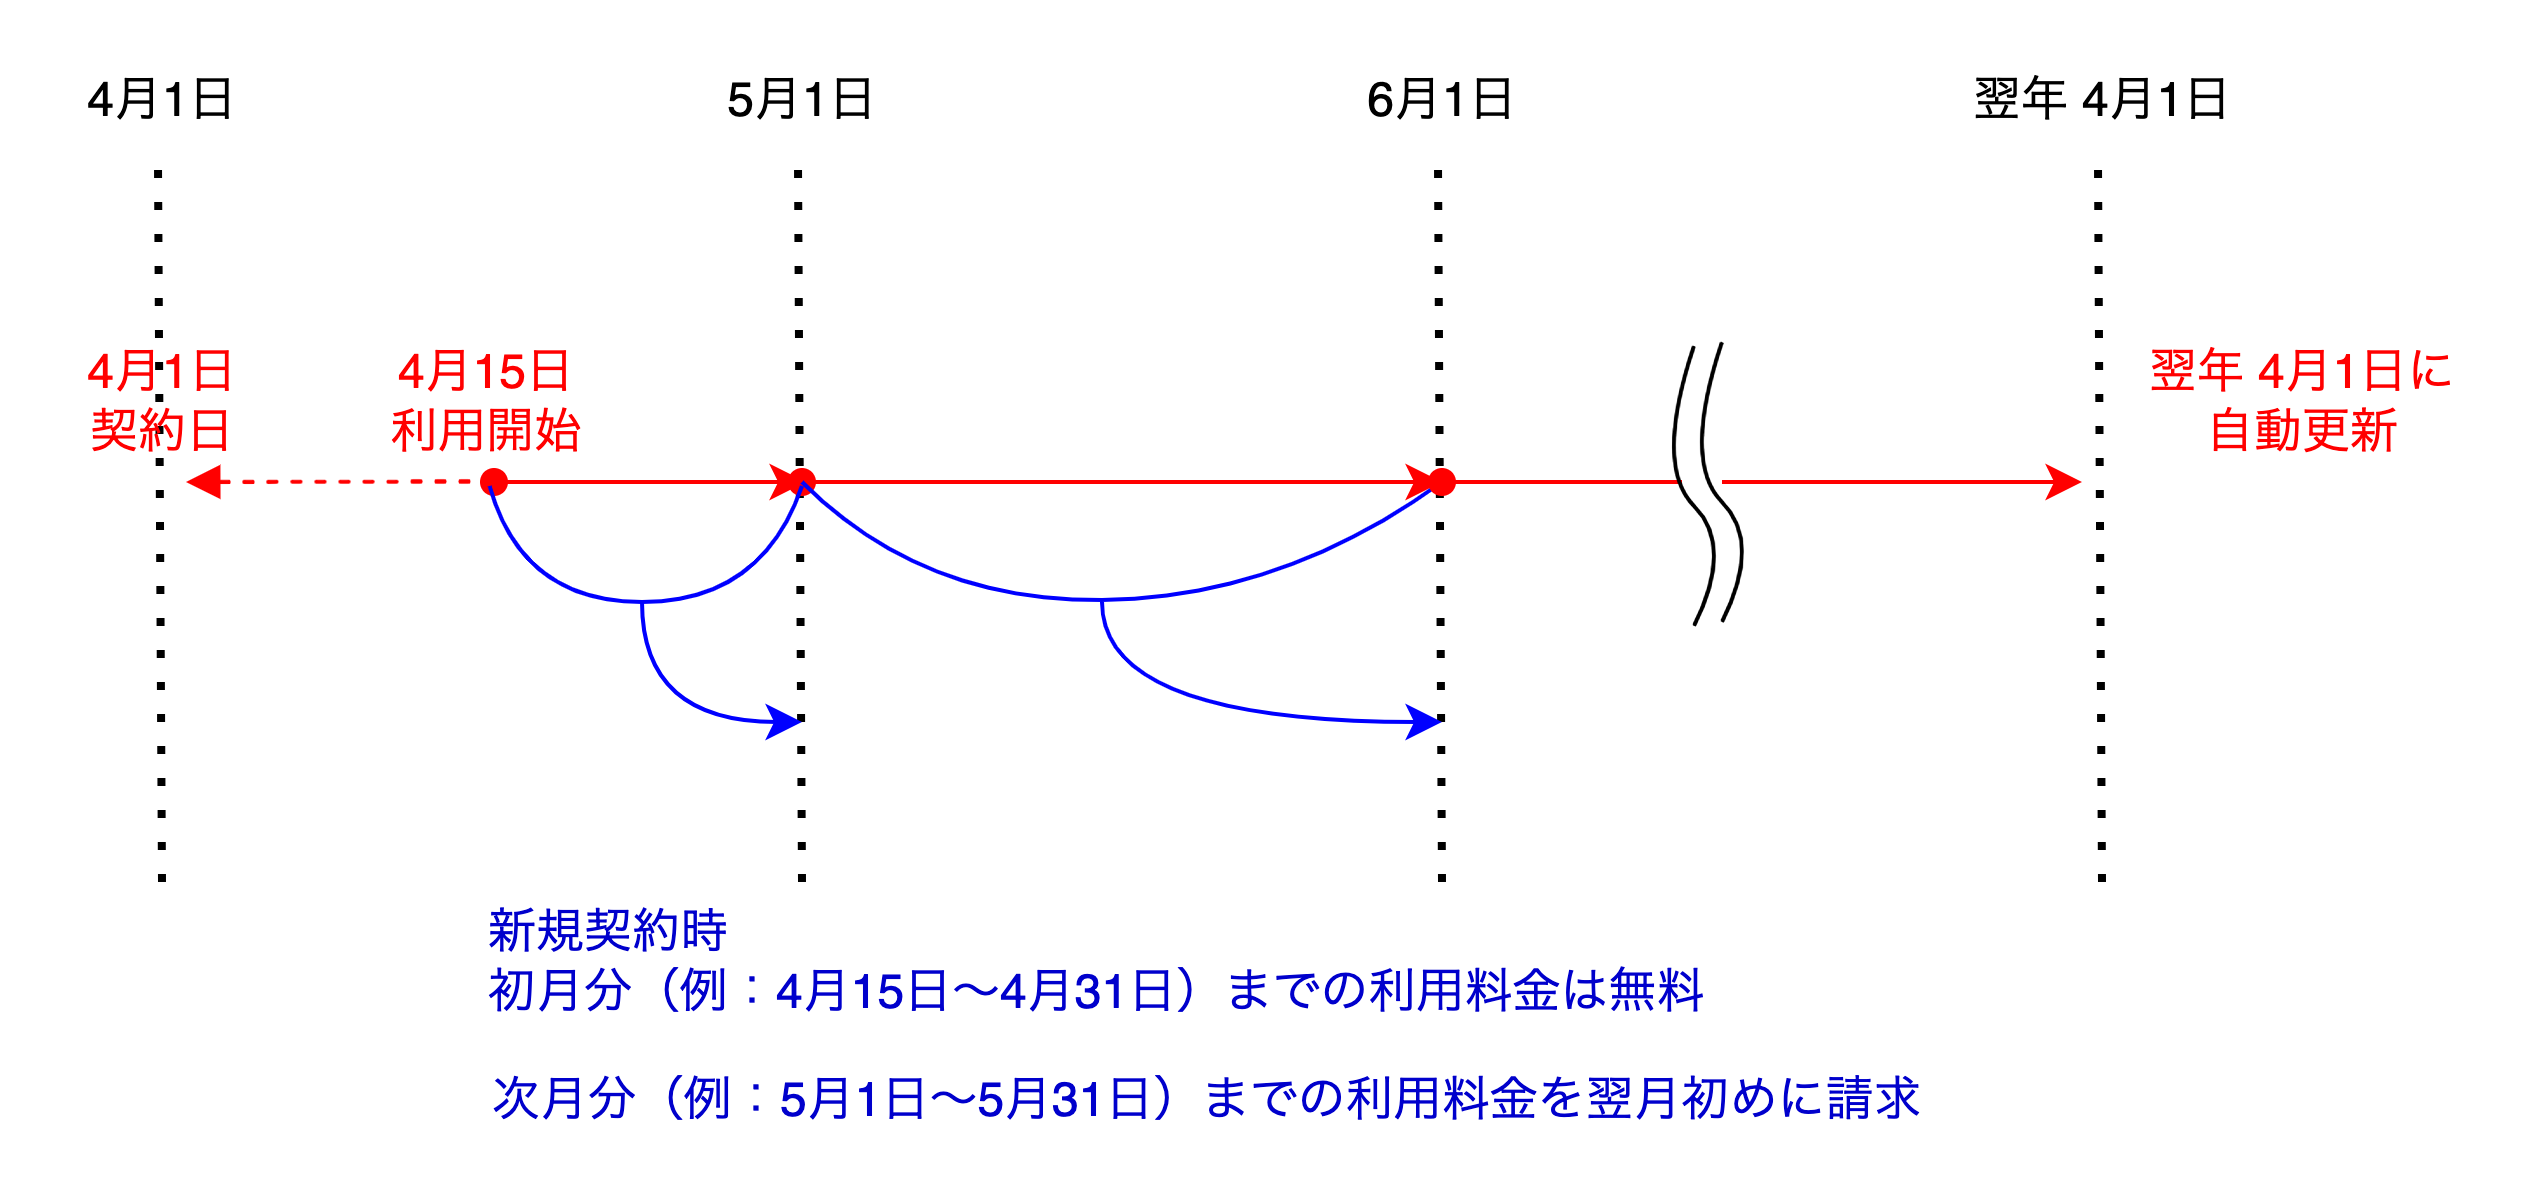 4月1日
5月1日
6月1日
翌年 4月1日
4月1日
契約日
4月15日
利用開始
翌年 4月1日に
自動更新
新規契約時
初月分（例：4月15日〜4月31日）までの利用料金は無料
次月分（例：5月1日〜5月31日）までの利用料金を翌月初めに請求